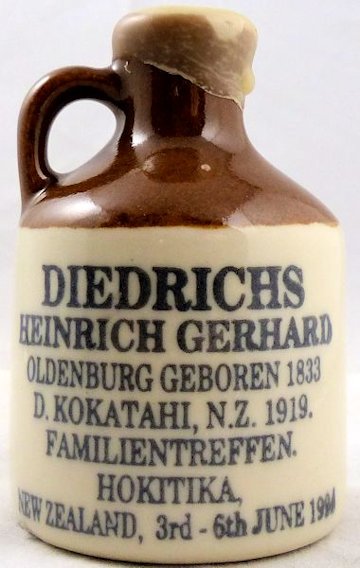 DIEDRICHS
HEINRICH GERHARD
OLDENBURG GEBOREN 1833
D. KOKATAHI, N.Z. 1919.
FAMILIENTREFFEN.
HOKITIKA,
NEW ZEALAND, 3rd - 6th JUNE 1994